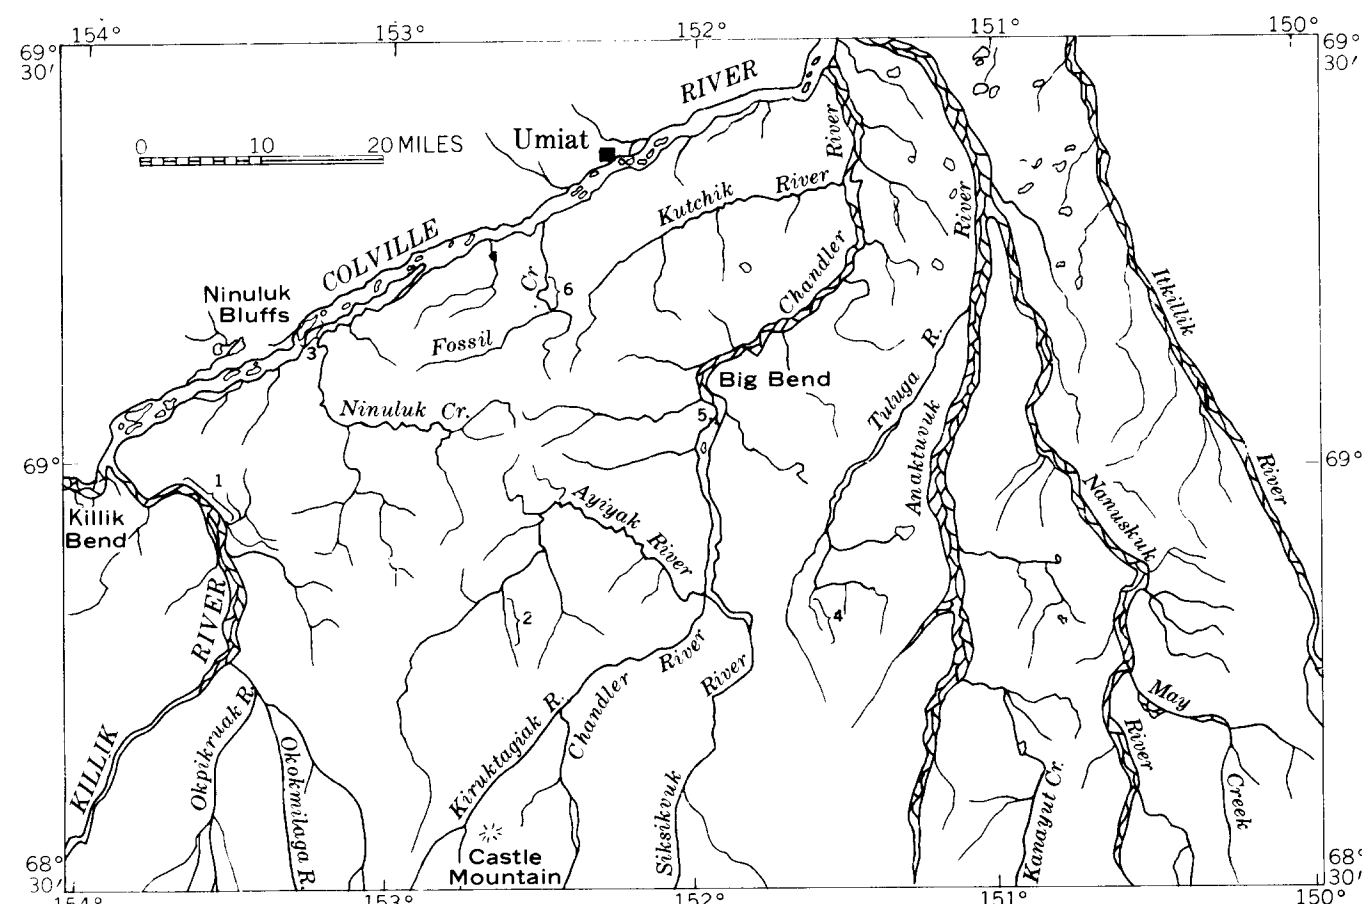 154° 153° 152° 151° 150°
69° 30′
69° 30′
RIVER
0 10 20 MILES
Umiat
River
River
Kutchik River
COLVILLE
Chandler
Cr
6
Itkillik
Ninuluk
Bluffs
Fossil
R.
3
Big Bend
Tuluga
Ninuluk Cr.
5
Anaktuvuk
69°
69°
River
1
Ayiyak River
Nanuskuk
Killik
Bend
RIVER
2
4
8
River
River
May
Okpikruak R.
Kiruktagiak R.
Chandler
River
KILLIK
Okokmilaga R.
Siksikvuk
Kanayut Cr.
Creek
Castle
Mountain
68° 30′
68° 30′
154° 153° 152° 151° 150°